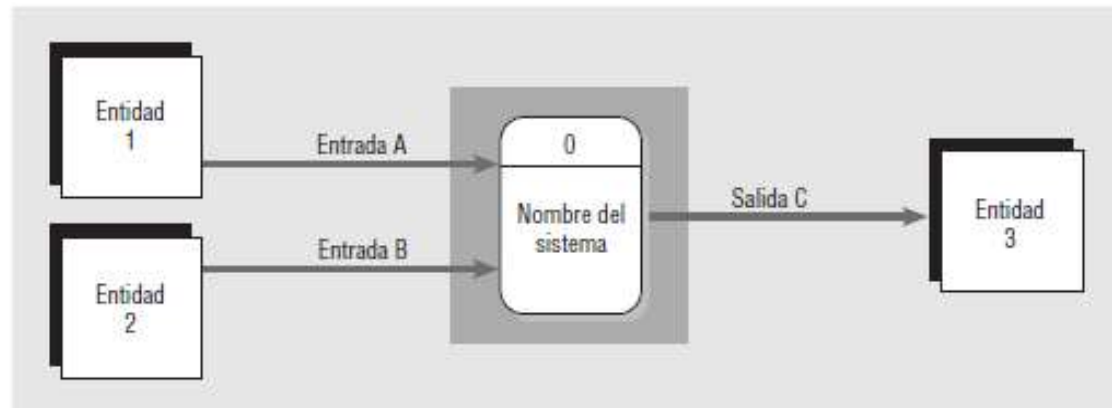 Entidad
1
Entrada A
0
Nombre del
sistema
Salida C
Entidad
3
Entrada B
Entidad
2